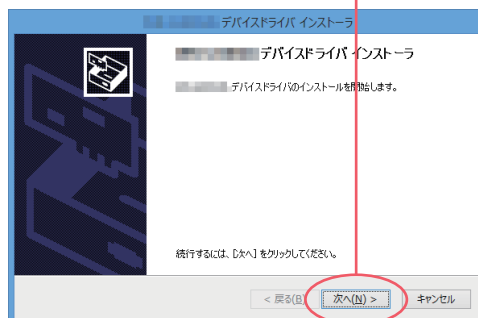 デバイスドライバ インストーラ
デバイスドライバ インストーラ
デバイスドライバのインストールを開始します。
続行するには、[次へ] をクリックしてください。
< 戻る(B) 次へ(N) > キャンセル